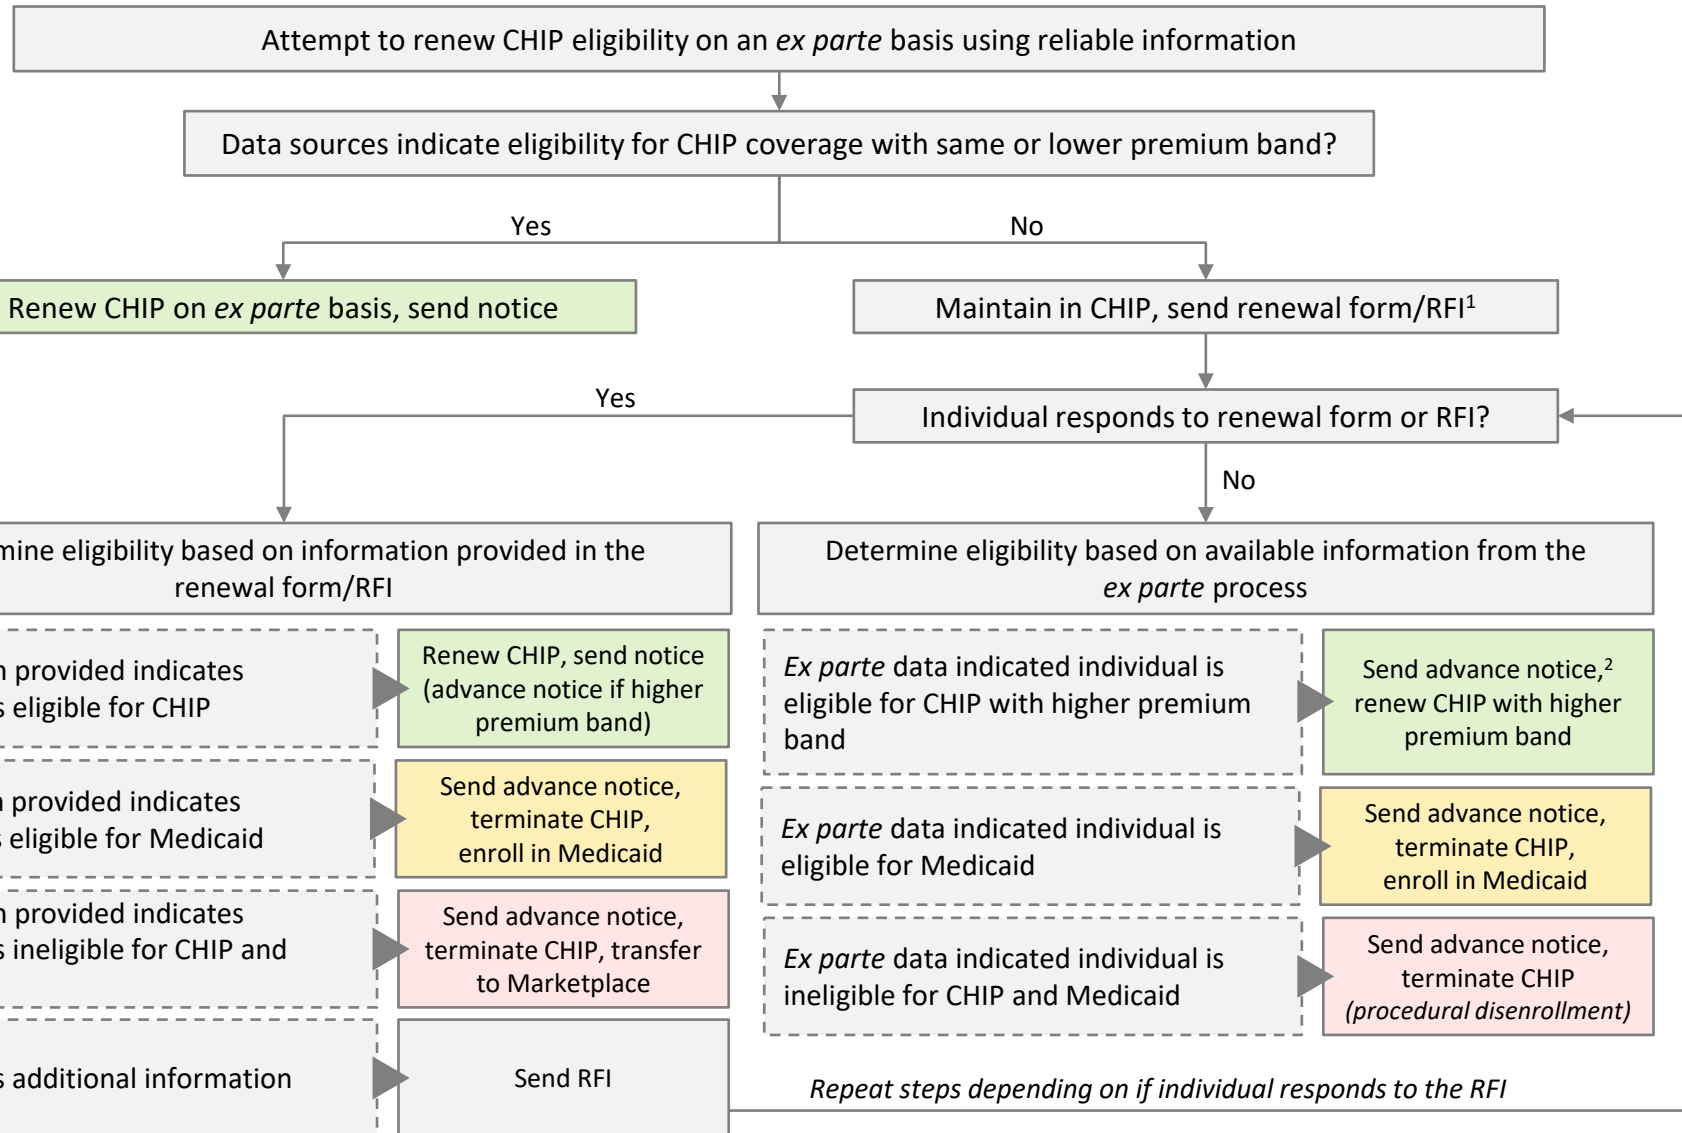 Attempt to renew CHIP eligibility on an ex parte basis using reliable information
Data sources indicate eligibility for CHIP coverage with same or lower premium band?
Yes
No
Renew CHIP on ex parte basis, send notice
Maintain in CHIP, send renewal form/RFI¹
Yes
Individual responds to renewal form or RFI?
No
mine eligibility based on information provided in the
renewal form/RFI
Determine eligibility based on available information from the
ex parte process
n provided indicates
s eligible for CHIP
Renew CHIP, send notice
(advance notice if higher
premium band)
Ex parte data indicated individual is
eligible for CHIP with higher premium
band
Send advance notice,²
renew CHIP with higher
premium band
n provided indicates
s eligible for Medicaid
Send advance notice,
terminate CHIP,
enroll in Medicaid
Ex parte data indicated individual is
eligible for Medicaid
Send advance notice,
terminate CHIP,
enroll in Medicaid
n provided indicates
s ineligible for CHIP and
Send advance notice,
terminate CHIP, transfer
to Marketplace
Ex parte data indicated individual is
ineligible for CHIP and Medicaid
Send advance notice,
terminate CHIP
(procedural disenrollment)
s additional information
Send RFI
Repeat steps depending on if individual responds to the RFI